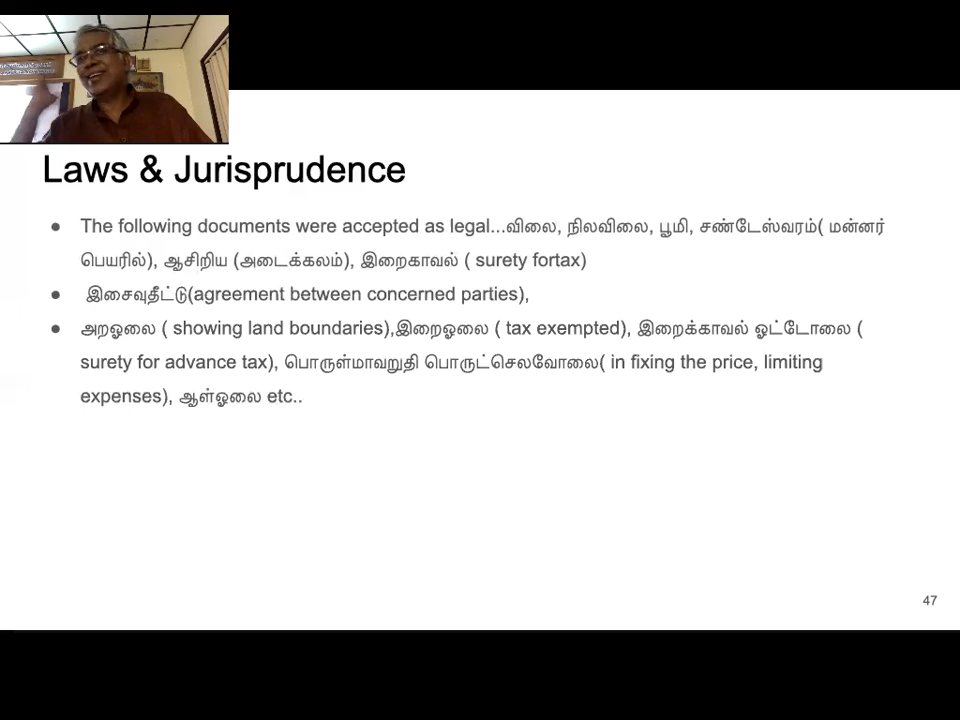 Laws & Jurisprudence
● The following documents were accepted as legal...விலை, நிலவிலை, பூமி, சண்டேஸ்வரம்( மன்னர்
பெயரில்), ஆசிறிய (அடைக்கலம்), இறைகாவல் ( surety fortax)
● இசைவுதீட்டு(agreement between concerned parties),
● அறஓலை ( showing land boundaries),இறைஓலை ( tax exempted), இறைக்காவல் ஓட்டோலை (
surety for advance tax), பொருள்மாவறுதி பொருட்செலவோலை( in fixing the price, limiting
expenses), ஆள்ஓலை etc..
47